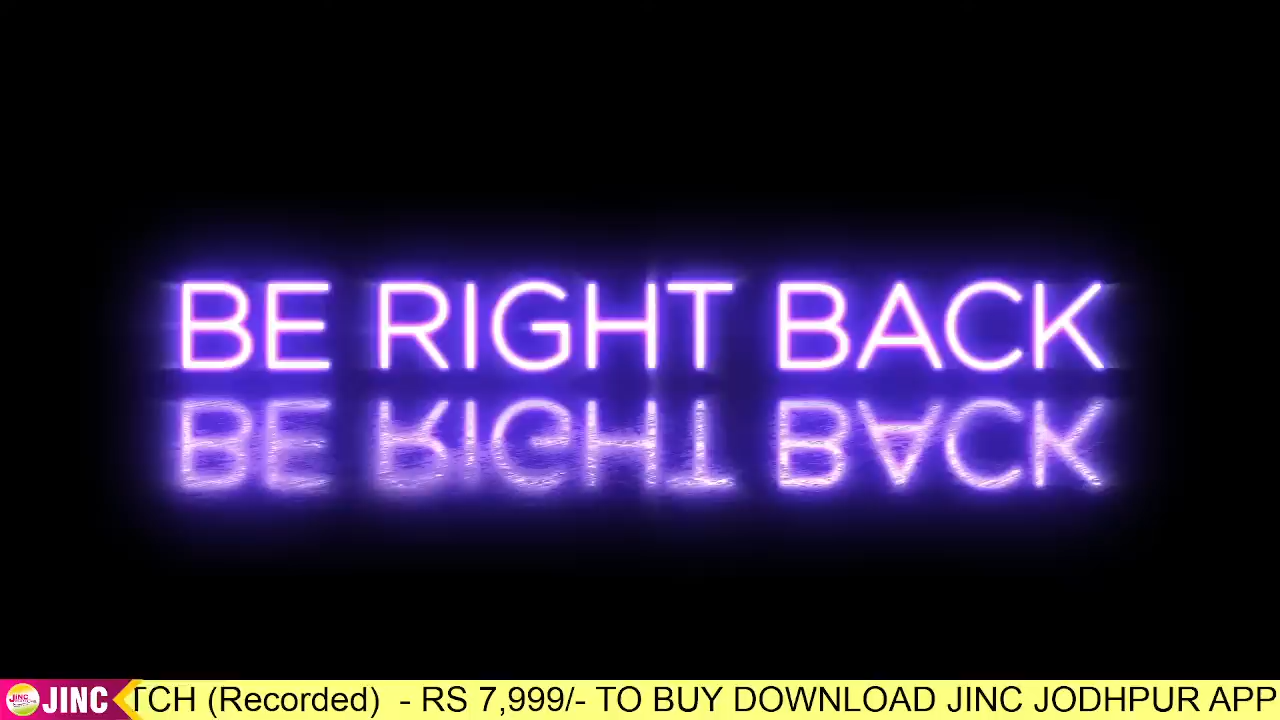 BE RIGHT BACK
JINC
TCH (Recorded) - RS 7,999/- TO BUY DOWNLOAD JINC JODHPUR APP